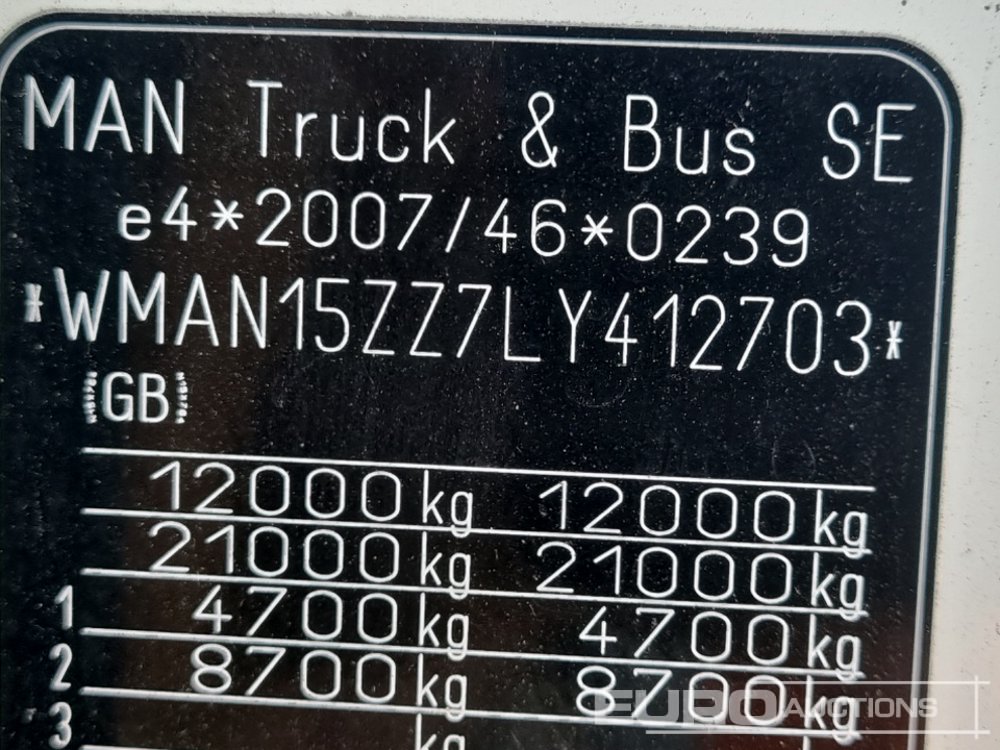 MAN Truck & Bus SE
e4*2007/46*0239
*WMAN15ZZ7LY412703*
GB
12000 kg 12000 kg
21000 kg 21000 kg
1 4700 kg 4700 kg
2 8700 kg 8700 kg
3 kg
EURO AUCTIONS